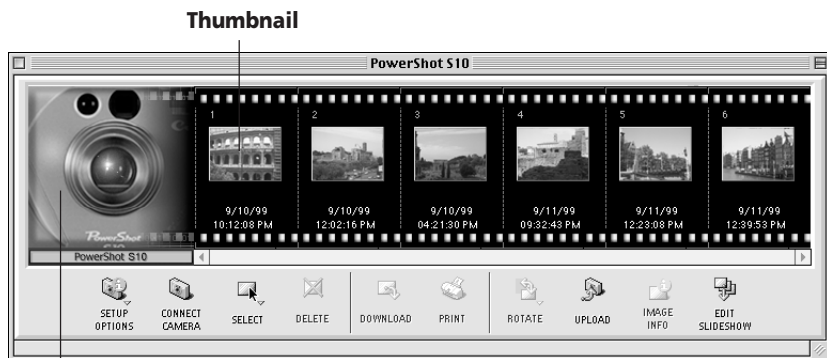 Thumbnail
PowerShot S10
1 2 3 4 5 6
9/10/99 9/10/99 9/10/99 9/11/99 9/11/99 9/11/99
10:12:08 PM 12:02:16 PM 04:21:30 PM 09:32:43 PM 12:23:08 PM 12:39:53 PM
PowerShot
S10
PowerShot S10
SETUP OPTIONS
CONNECT CAMERA
SELECT
DELETE
DOWNLOAD
PRINT
ROTATE
UPLOAD
IMAGE INFO
EDIT SLIDESHOW